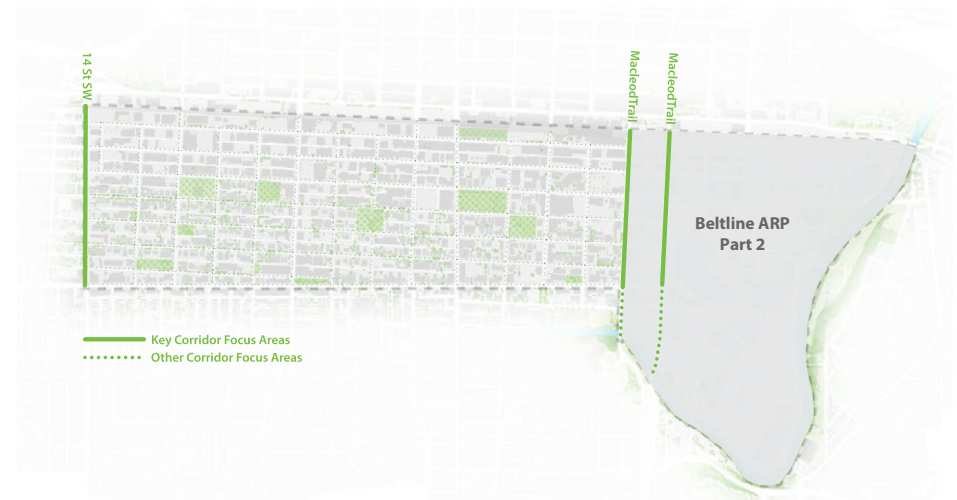 14 St SW
MacleodTrail
MacleodTrail
Beltline ARP
Part 2
Key Corridor Focus Areas
Other Corridor Focus Areas